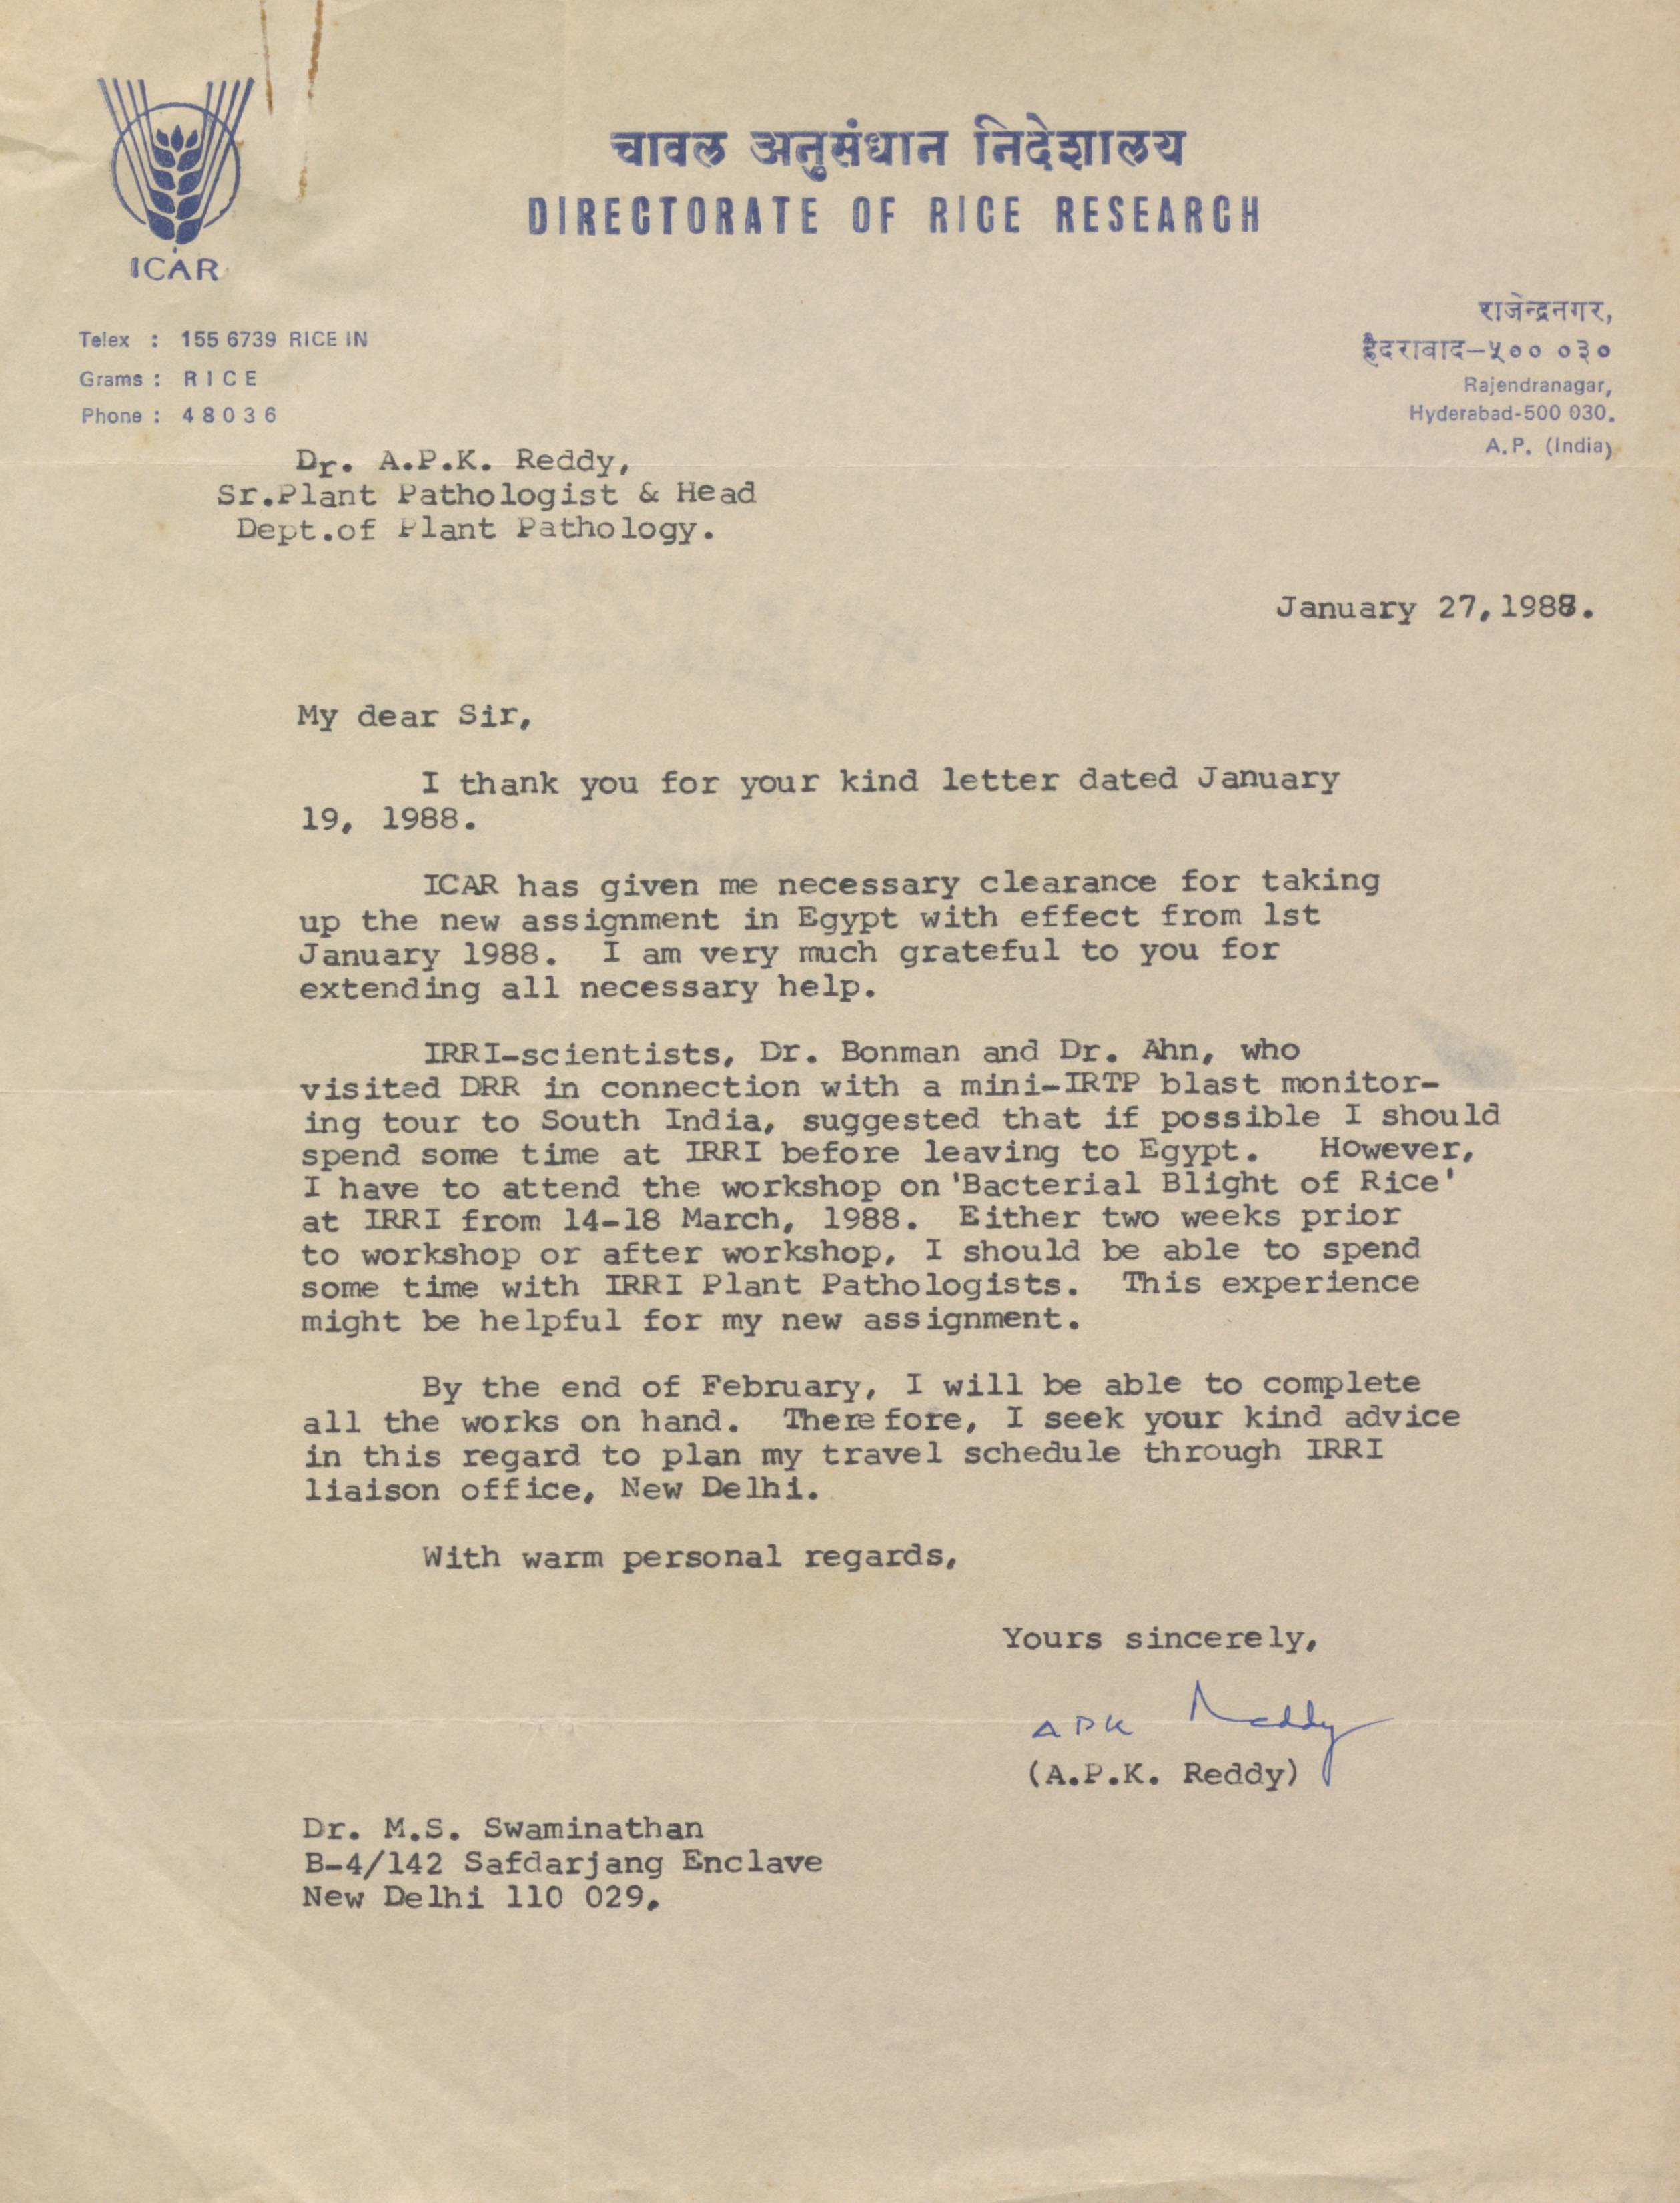 ICAR
चावल अनुसंधान निदेशालय
DIRECTORATE OF RICE RESEARCH
Telex : 155 6739 RICE IN
Grams : RICE
Phone : 48036
राजेन्द्रनगर,
हैदराबाद–५०० ०३०
Rajendranagar,
Hyderabad-500 030.
A.P. (India)
Dr. A.P.K. Reddy,
Sr.Plant Pathologist & Head
Dept.of Plant Pathology.
January 27,1988.
My dear Sir,
I thank you for your kind letter dated January
19, 1988.
ICAR has given me necessary clearance for taking
up the new assignment in Egypt with effect from 1st
January 1988. I am very much grateful to you for
extending all necessary help.
IRRI-scientists, Dr. Bonman and Dr. Ahn, who
visited DRR in connection with a mini-IRTP blast monitor-
ing tour to South India, suggested that if possible I should
spend some time at IRRI before leaving to Egypt. However,
I have to attend the workshop on 'Bacterial Blight of Rice'
at IRRI from 14-18 March, 1988. Either two weeks prior
to workshop or after workshop, I should be able to spend
some time with IRRI Plant Pathologists. This experience
might be helpful for my new assignment.
By the end of February, I will be able to complete
all the works on hand. Therefore, I seek your kind advice
in this regard to plan my travel schedule through IRRI
liaison office, New Delhi.
With warm personal regards,
Yours sincerely,
APK Reddy
(A.P.K. Reddy)
Dr. M.S. Swaminathan
B-4/142 Safdarjang Enclave
New Delhi 110 029.